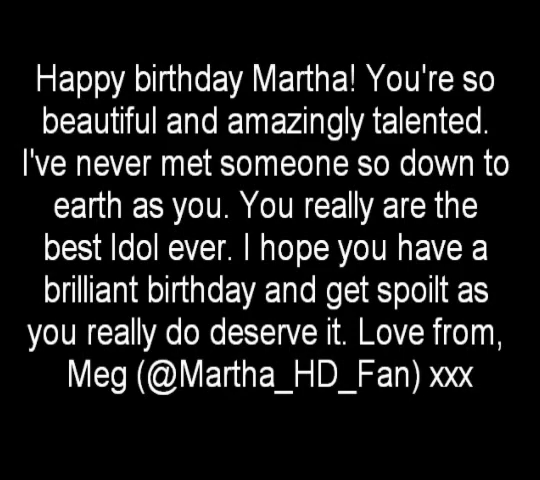 Happy birthday Martha! You're so
beautiful and amazingly talented.
I've never met someone so down to
earth as you. You really are the
best Idol ever. I hope you have a
brilliant birthday and get spoilt as
you really do deserve it. Love from,
Meg (@Martha_HD_Fan) xxx